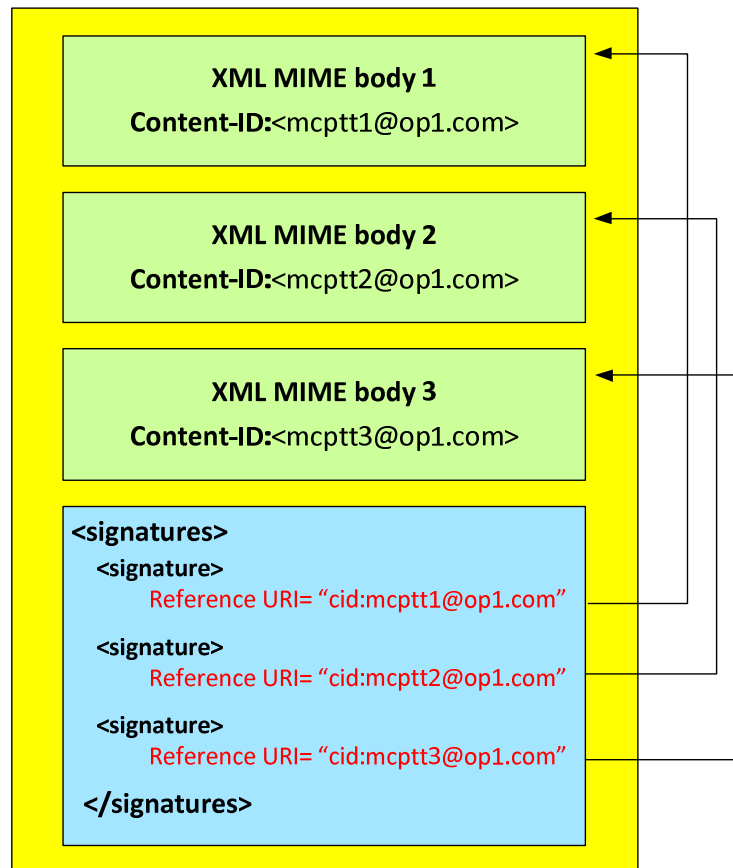 XML MIME body 1
Content-ID:<mcptt1@op1.com>
XML MIME body 2
Content-ID:<mcptt2@op1.com>
XML MIME body 3
Content-ID:<mcptt3@op1.com>
<signatures>
<signature>
Reference URI= “cid:mcptt1@op1.com”
<signature>
Reference URI= “cid:mcptt2@op1.com”
<signature>
Reference URI= “cid:mcptt3@op1.com”
</signatures>